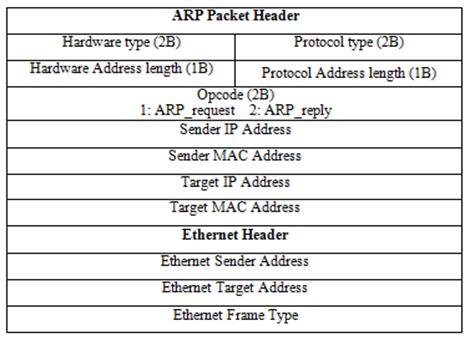 ARP Packet Header
Hardware type (2B) Protocol type (2B)
Hardware Address length (1B) Protocol Address length (1B)
Opcode (2B)
1: ARP_request 2: ARP_reply
Sender IP Address
Sender MAC Address
Target IP Address
Target MAC Address
Ethernet Header
Ethernet Sender Address
Ethernet Target Address
Ethernet Frame Type